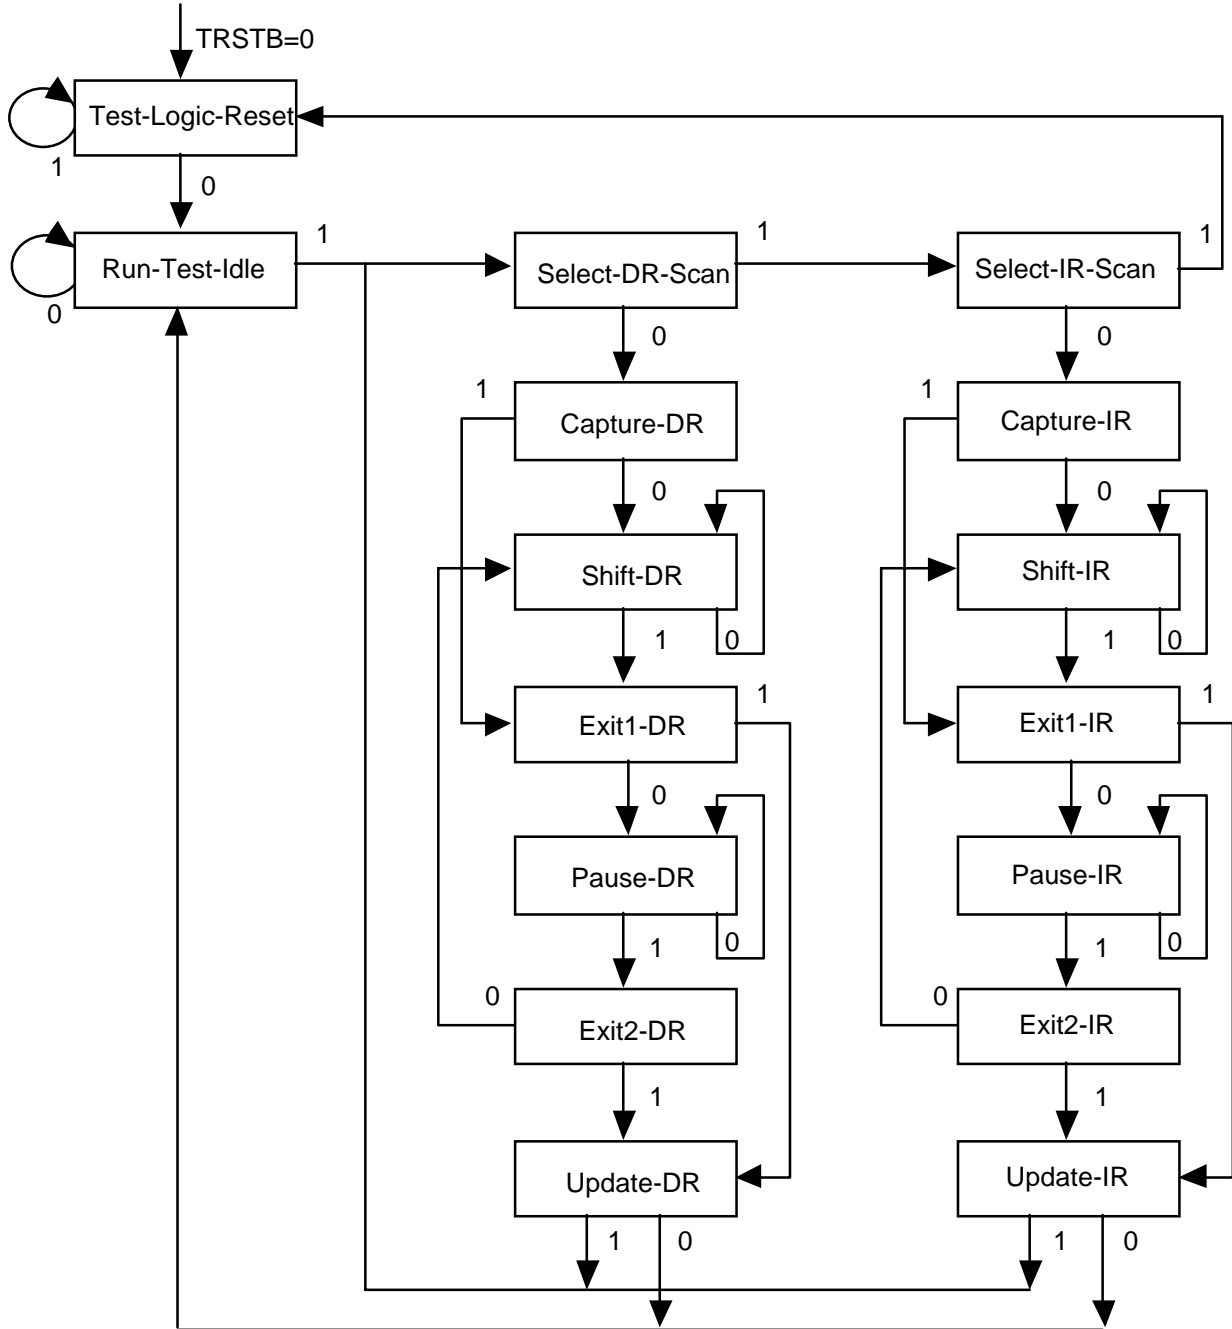 TRSTB=0
Test-Logic-Reset
1
0
Run-Test-Idle
0
1
Select-DR-Scan
1
Select-IR-Scan
1
0
0
1
Capture-DR
1
Capture-IR
0
0
Shift-DR
Shift-IR
1
0
1
0
Exit1-DR
1
Exit1-IR
1
0
0
Pause-DR
Pause-IR
1
0
1
0
0
Exit2-DR
0
Exit2-IR
1
1
Update-DR
Update-IR
1
0
1
0